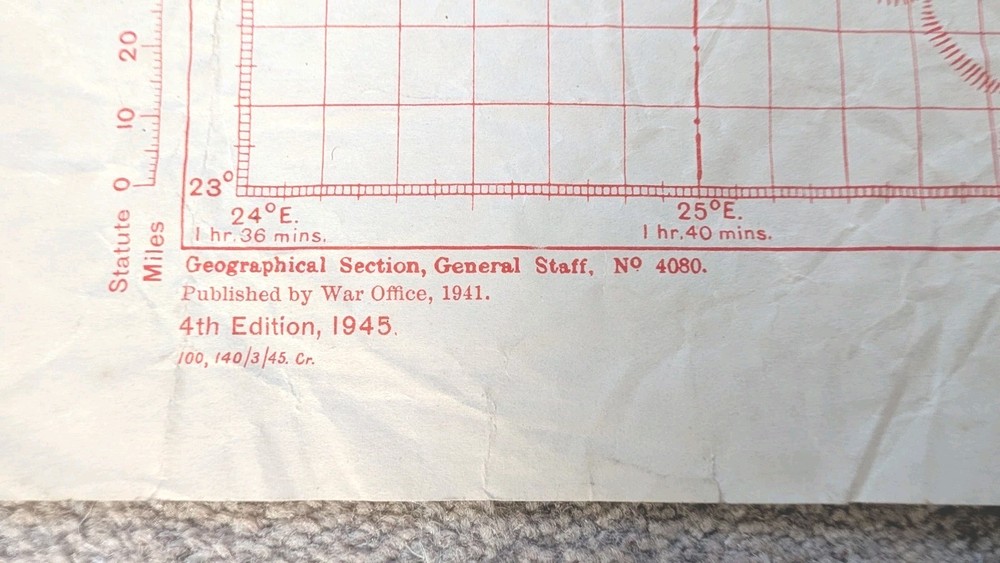 20
10
0
Statute
Miles
23°
24°E.
1 hr.36 mins.
25°E.
1 hr.40 mins.
Geographical Section, General Staff, Nº 4080.
Published by War Office, 1941.
4th Edition, 1945.
100, 140/3/45. Cr.